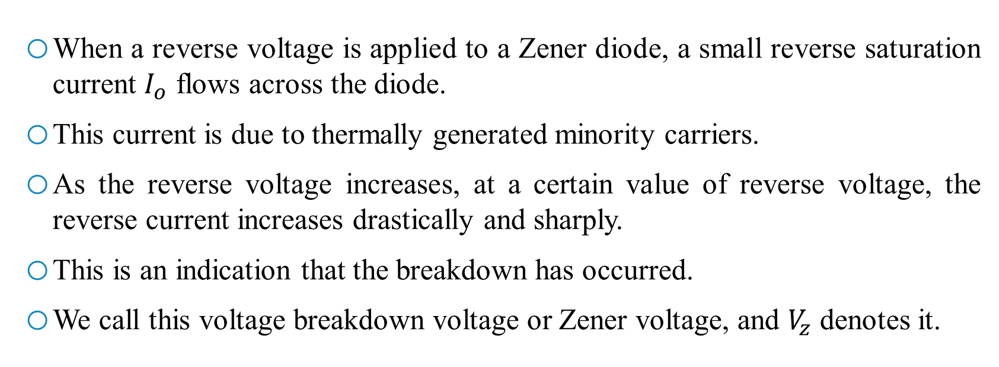 When a reverse voltage is applied to a Zener diode, a small reverse saturation
current I_o flows across the diode.
This current is due to thermally generated minority carriers.
As the reverse voltage increases, at a certain value of reverse voltage, the
reverse current increases drastically and sharply.
This is an indication that the breakdown has occurred.
We call this voltage breakdown voltage or Zener voltage, and V_z denotes it.